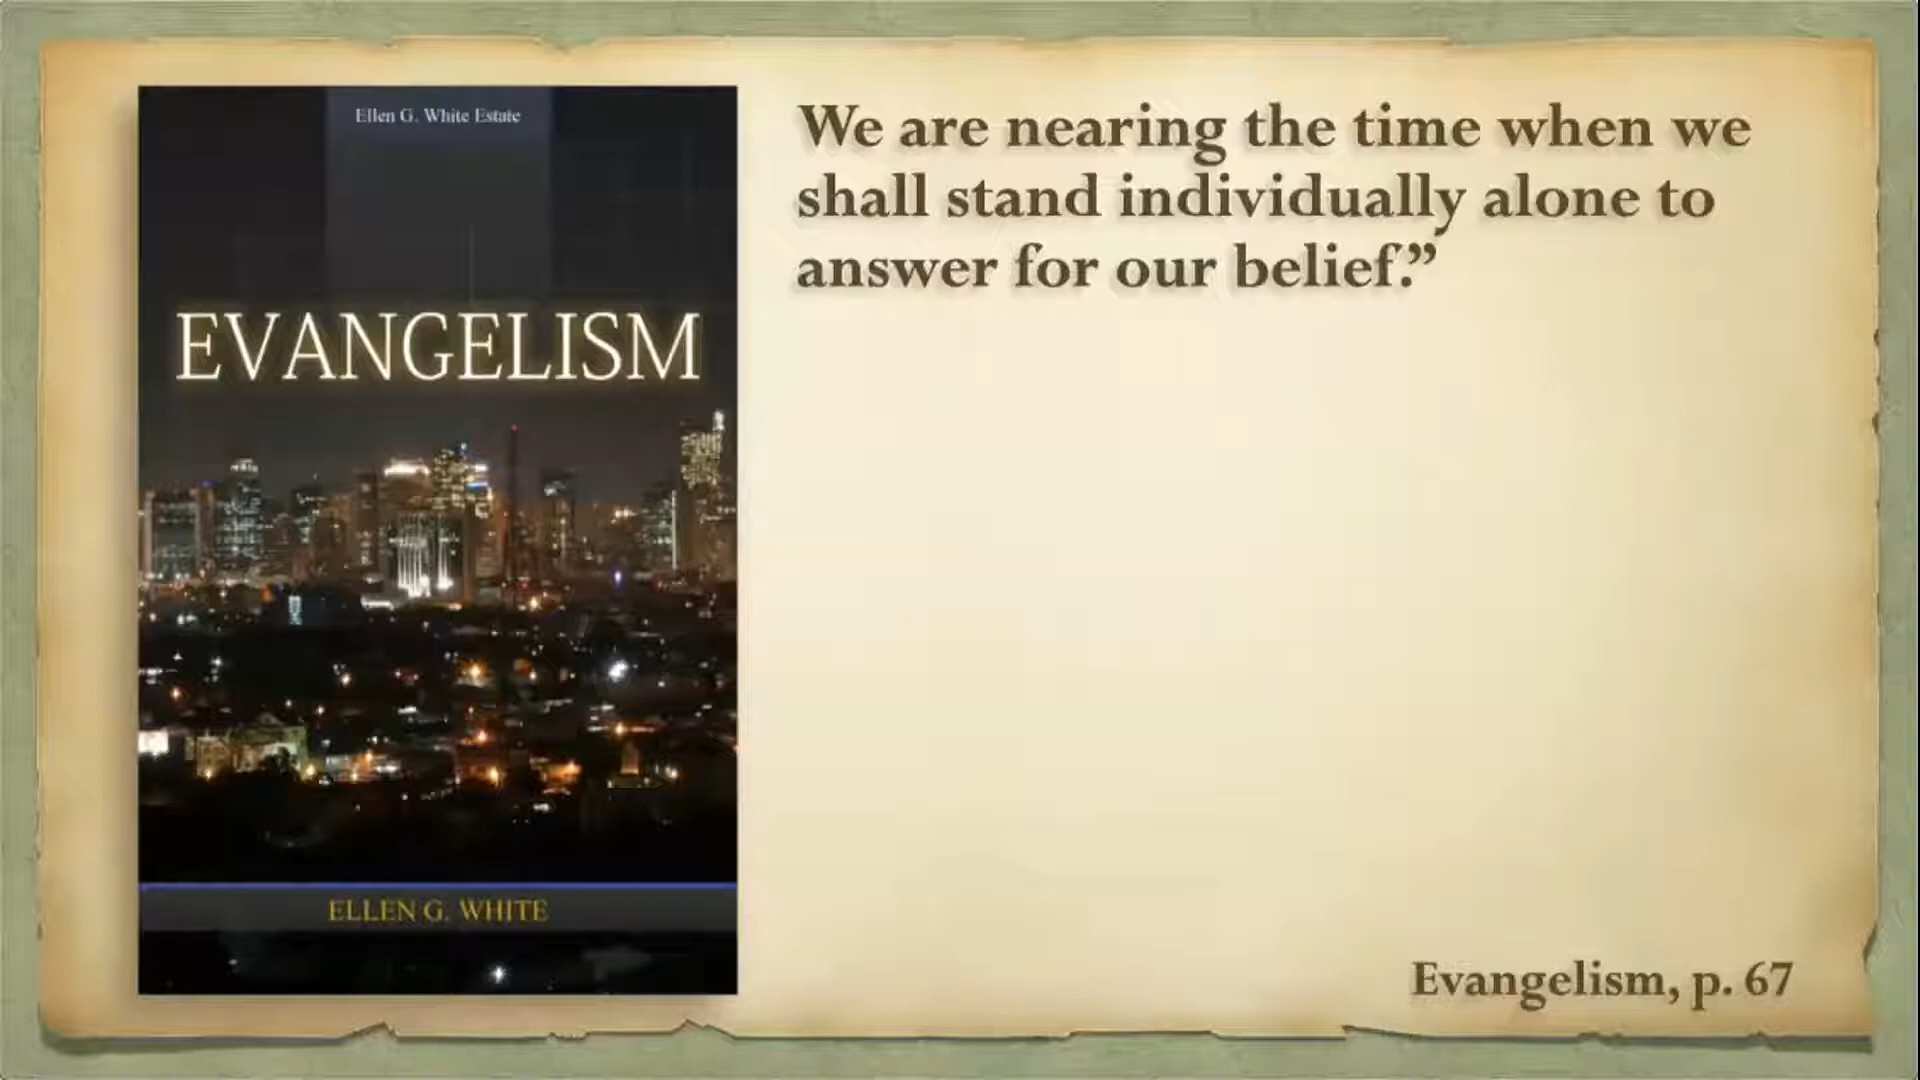 Ellen G. White Estate
EVANGELISM
ELLEN G. WHITE
We are nearing the time when we
shall stand individually alone to
answer for our belief.”
Evangelism, p. 67